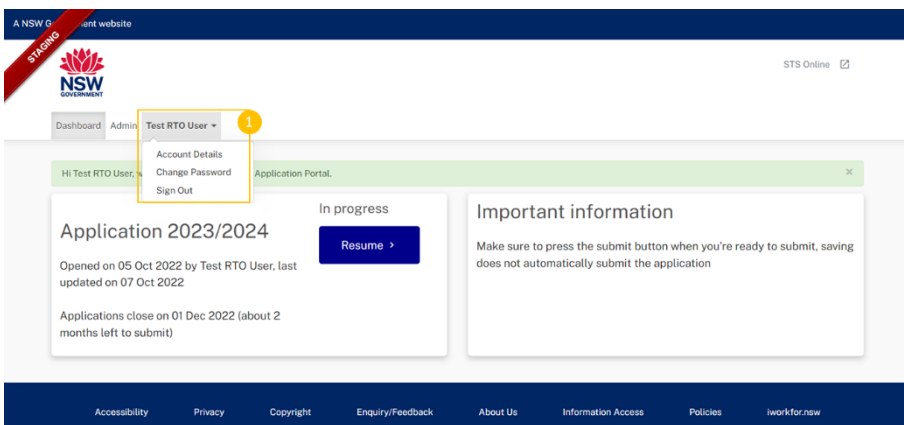 A NSW G ent website
STAGING
STS Online
NSW
GOVERNMENT
Dashboard Admin Test RTO User
1
Account Details
Change Password
Sign Out
Hi Test RTO User, Application Portal.
Application 2023/2024
Opened on 05 Oct 2022 by Test RTO
User, last
updated on 07 Oct 2022
Applications close on 01 Dec 2022 (about 2
months left to submit)
In progress
Resume >
Important information
Make sure to press the submit button when you're ready to submit, saving
does not automatically submit the application
Accessibility Privacy Copyright Enquiry/Feedback About Us Information Access Policies iworkfor.nsw